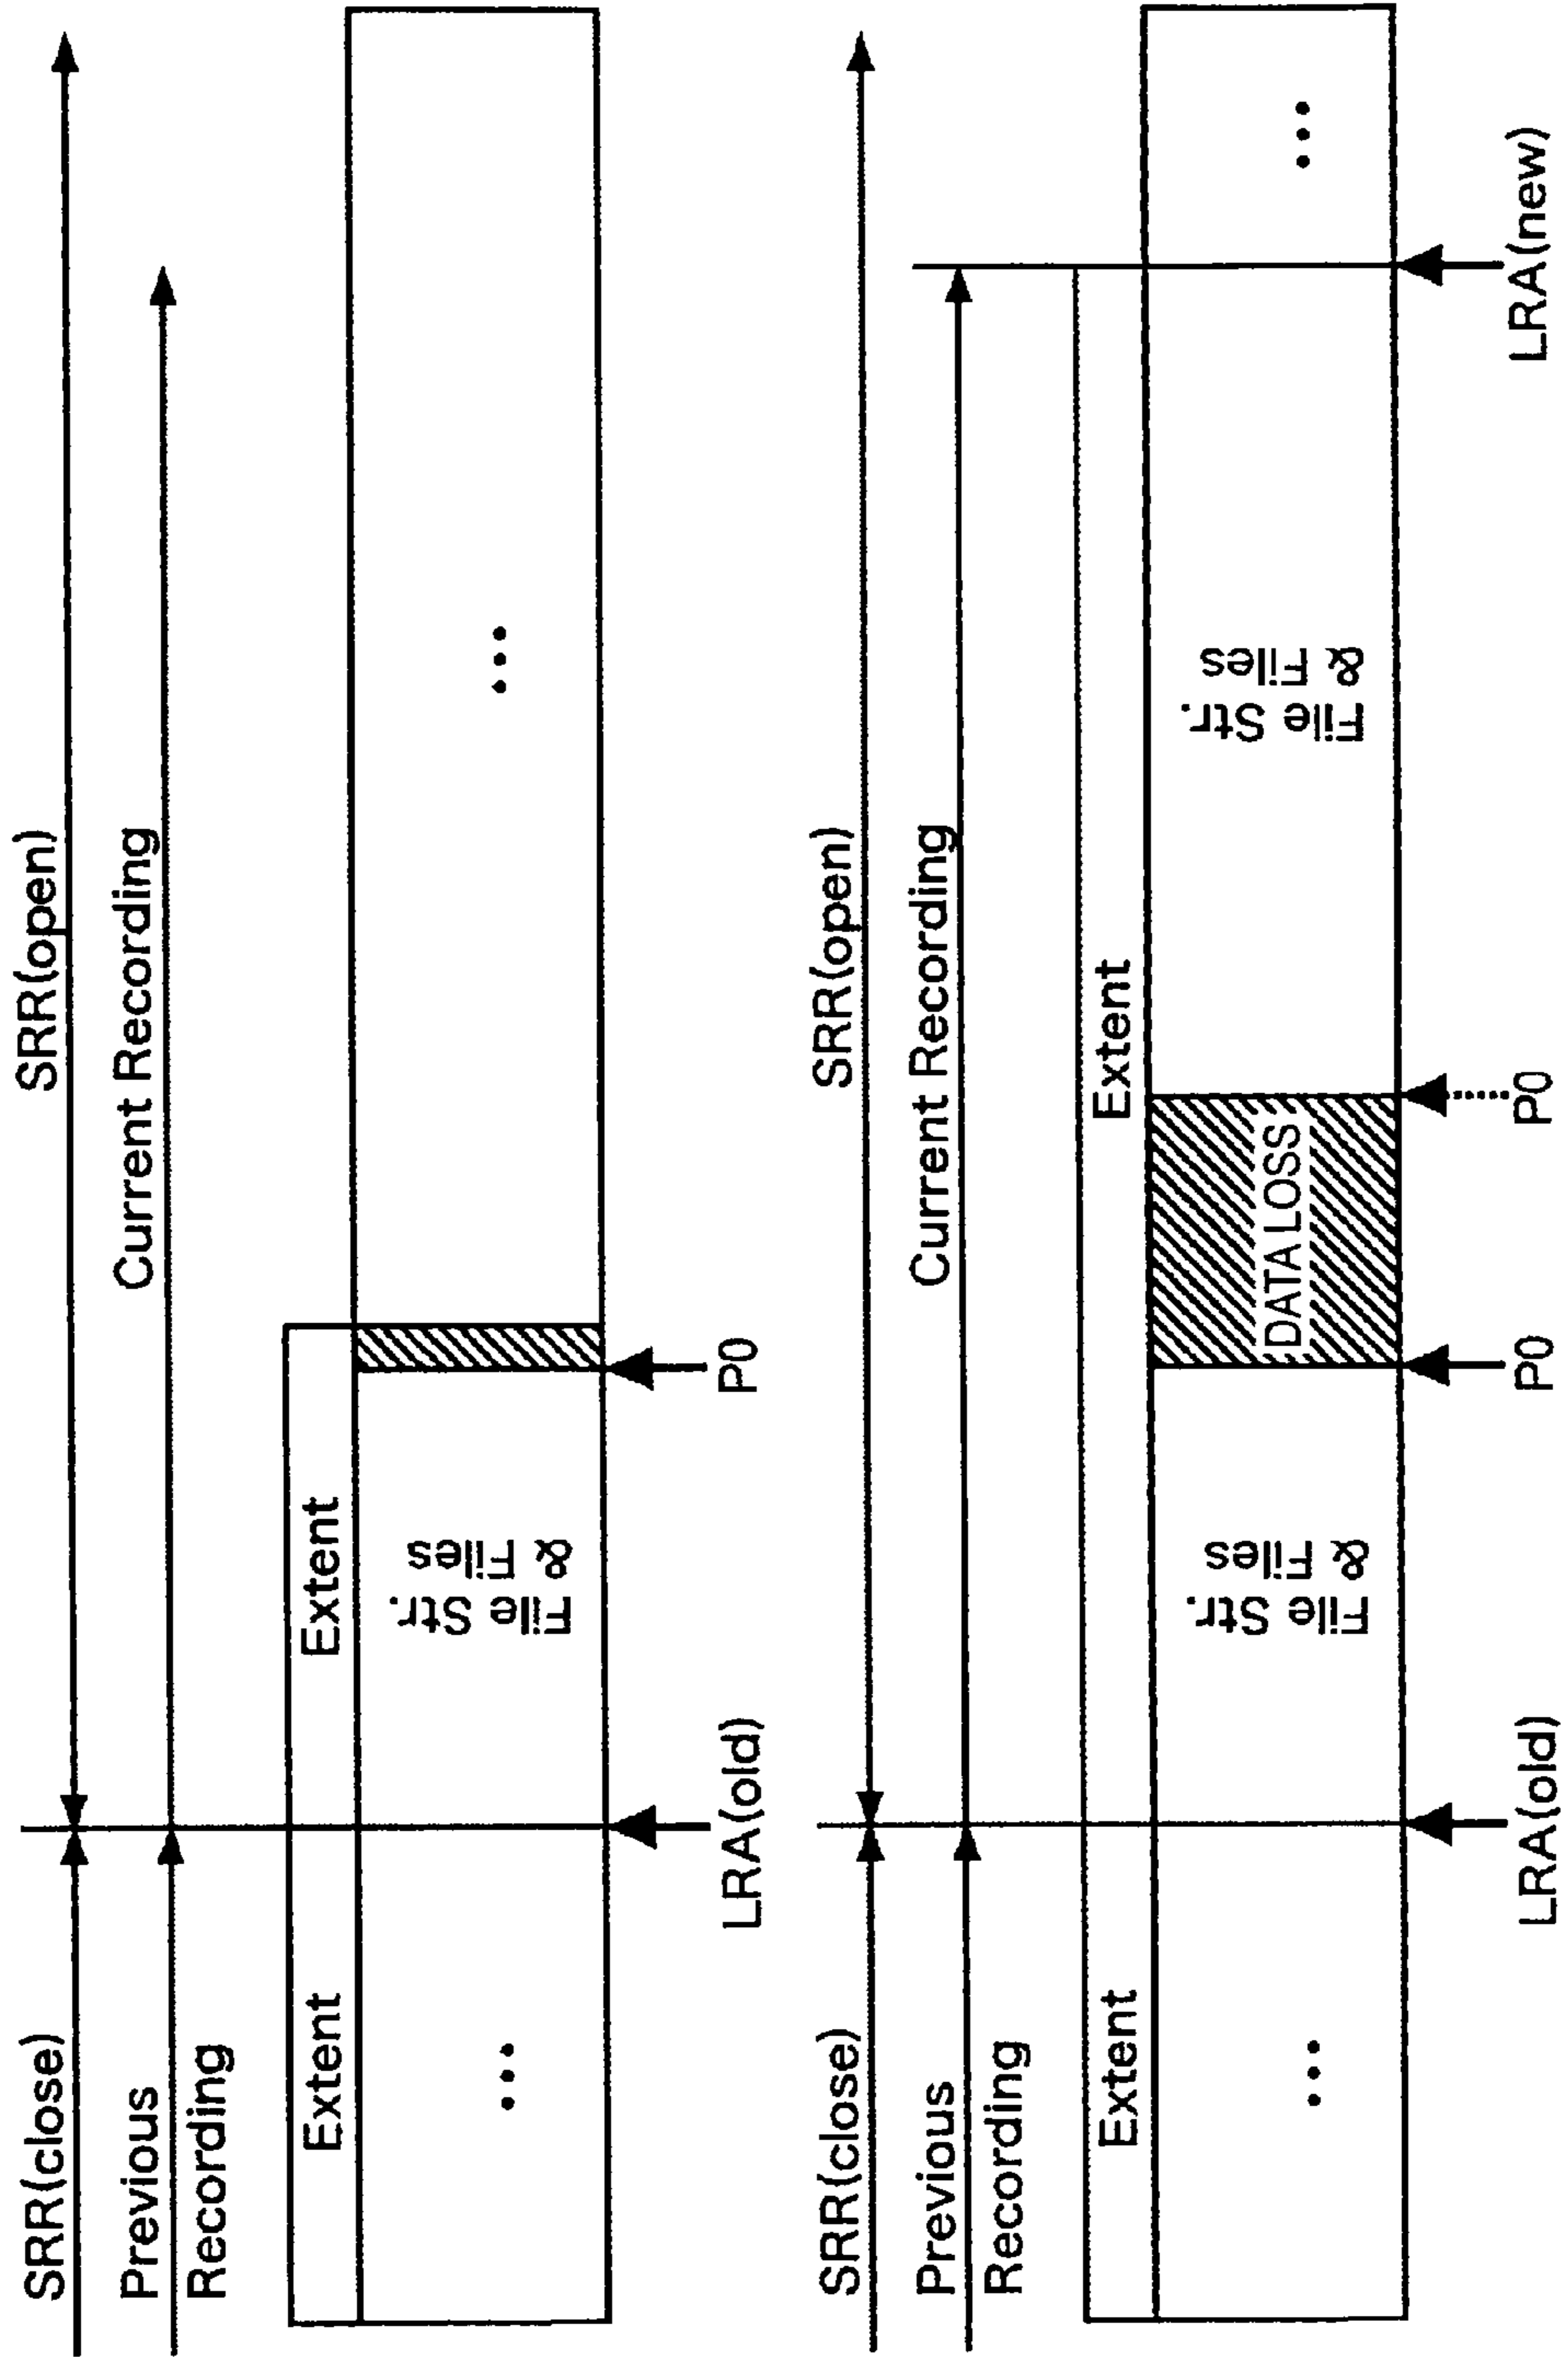 SRR(close)
SRR(open)
Previous
Recording
Current Recording
Extent
Extent
...
File Str.
& Files
...
LRA(old)
P0
SRR(close)
SRR(open)
Previous
Recording
Current Recording
Extent
Extent
...
File Str.
& Files
DATA LOSS
File Str.
& Files
...
LRA(old)
P0
P0
LRA(new)